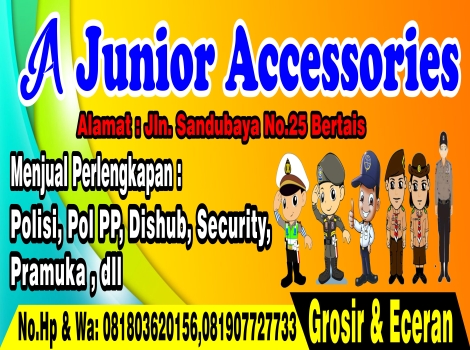 A Junior Accessories
Alamat : Jln. Sandubaya No.25 Bertais
Menjual Perlengkapan :
Polisi, Pol PP, Dishub, Security,
Pramuka , dll
No.Hp & Wa: 081803620156,081907727733
Grosir & Eceran